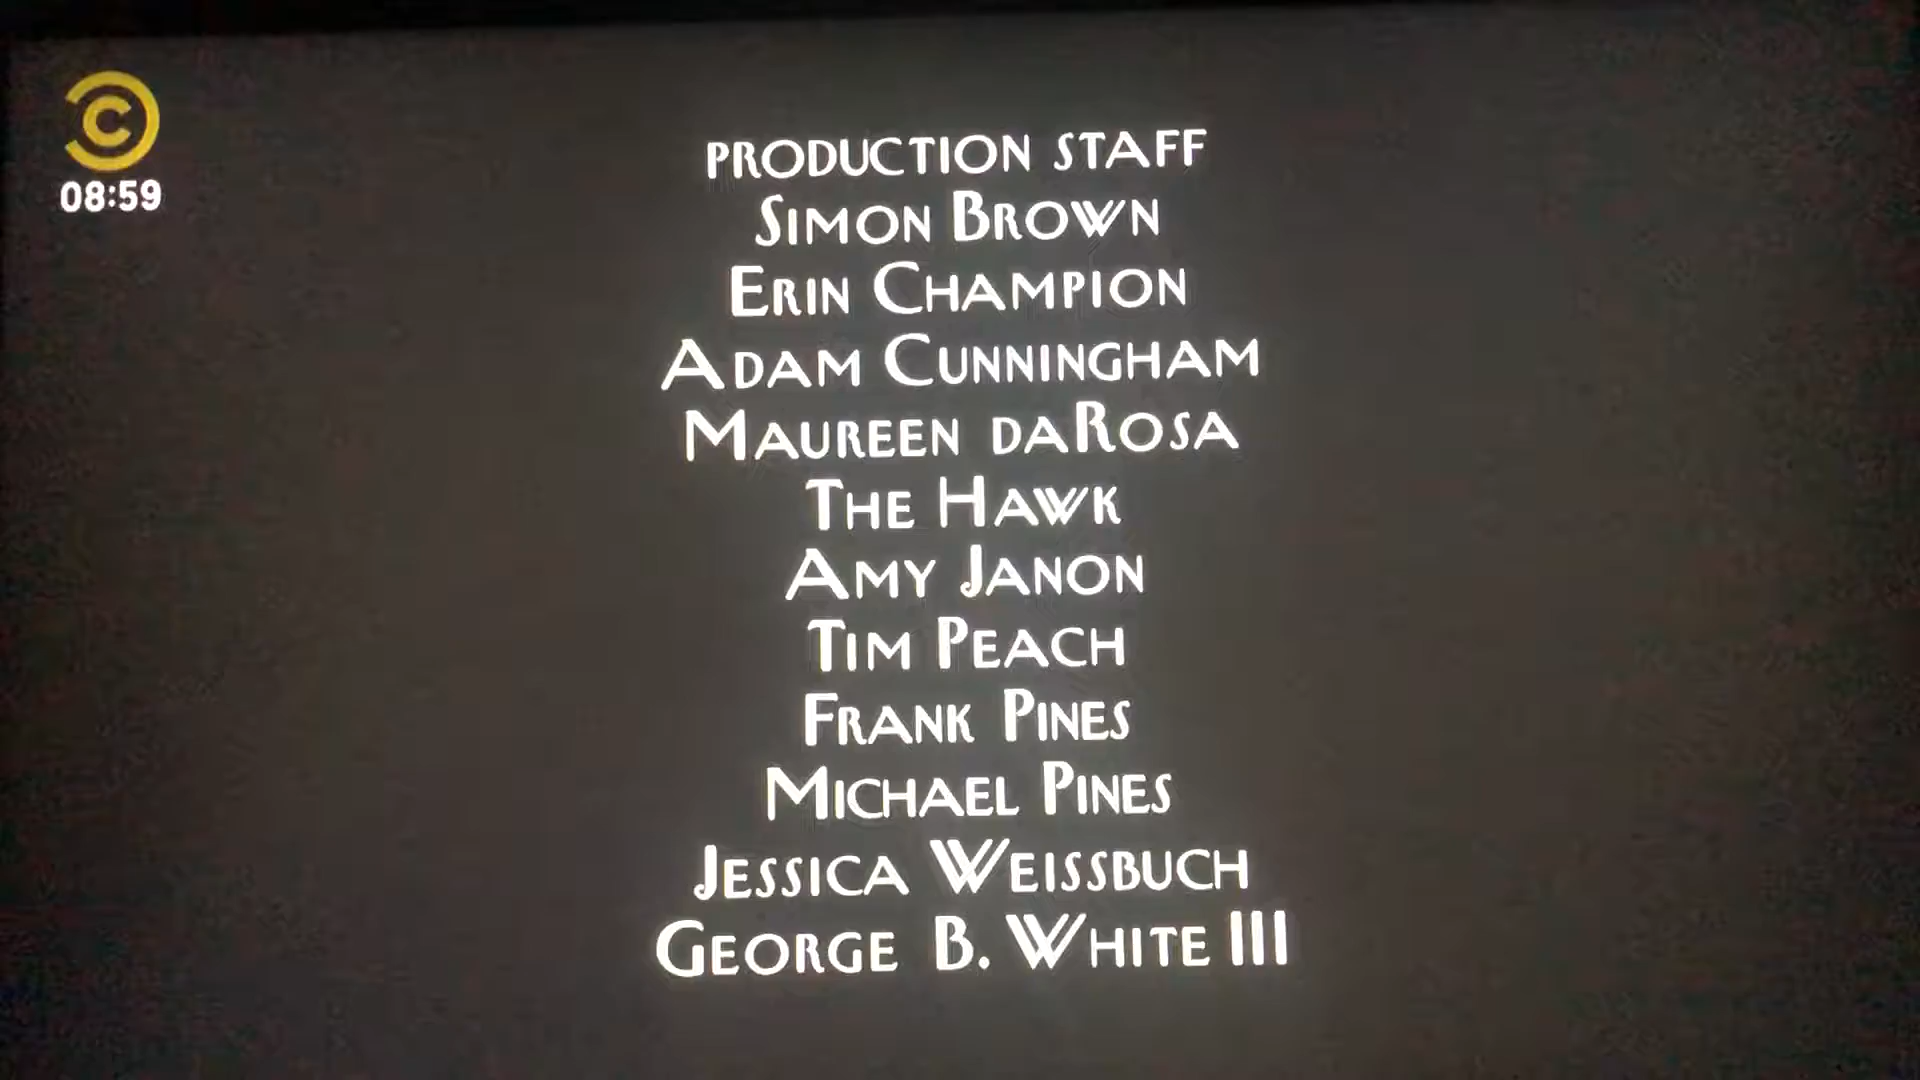 08:59
PRODUCTION STAFF
SIMON BROWN
ERIN CHAMPION
ADAM CUNNINGHAM
MAUREEN DAROSA
THE HAWK
AMY JANON
TIM PEACH
FRANK PINES
MICHAEL PINES
JESSICA WEISSBUCH
GEORGE B. WHITE III